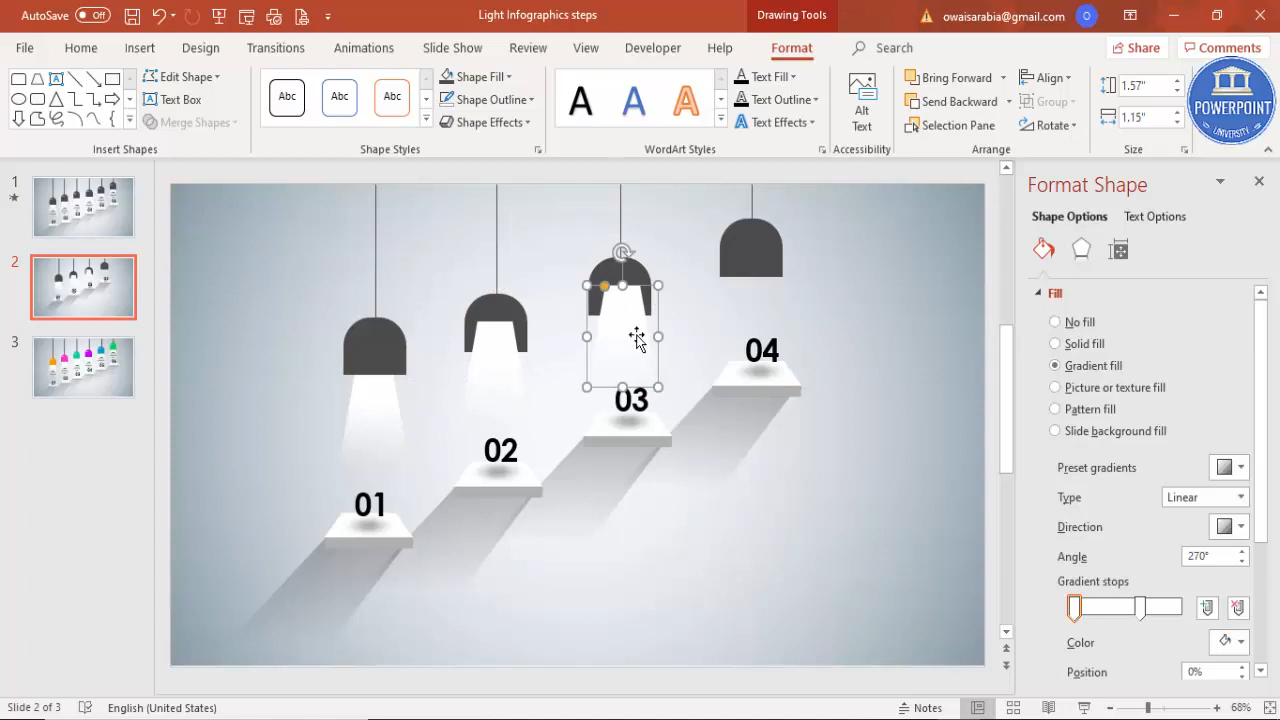 AutoSave Off Light Infographics steps Drawing Tools owaisarabia@gmail.com O
File Home Insert Design Transitions Animations Slide Show Review View Developer Help Format Search Share Comments
Edit Shape
Text Box
Merge Shapes
Insert Shapes
Abc Abc Abc
Shape Fill
Shape Outline
Shape Effects
Shape Styles
A A A
Text Fill
Text Outline
Text Effects
WordArt Styles
Alt
Text
Accessibility
Bring Forward
Send Backward
Selection Pane
Align
Group
Rotate
Arrange
1.57"
1.15"
Size
POWERPOINT
UNIVERSITY
1
2
3
04
03
02
01
Format Shape
Shape Options Text Options
Fill
No fill
Solid fill
Gradient fill
Picture or texture fill
Pattern fill
Slide background fill
Preset gradients
Type Linear
Direction
Angle 270°
Gradient stops
Color
Position 0%
Slide 2 of 3 English (United States) Notes 68%